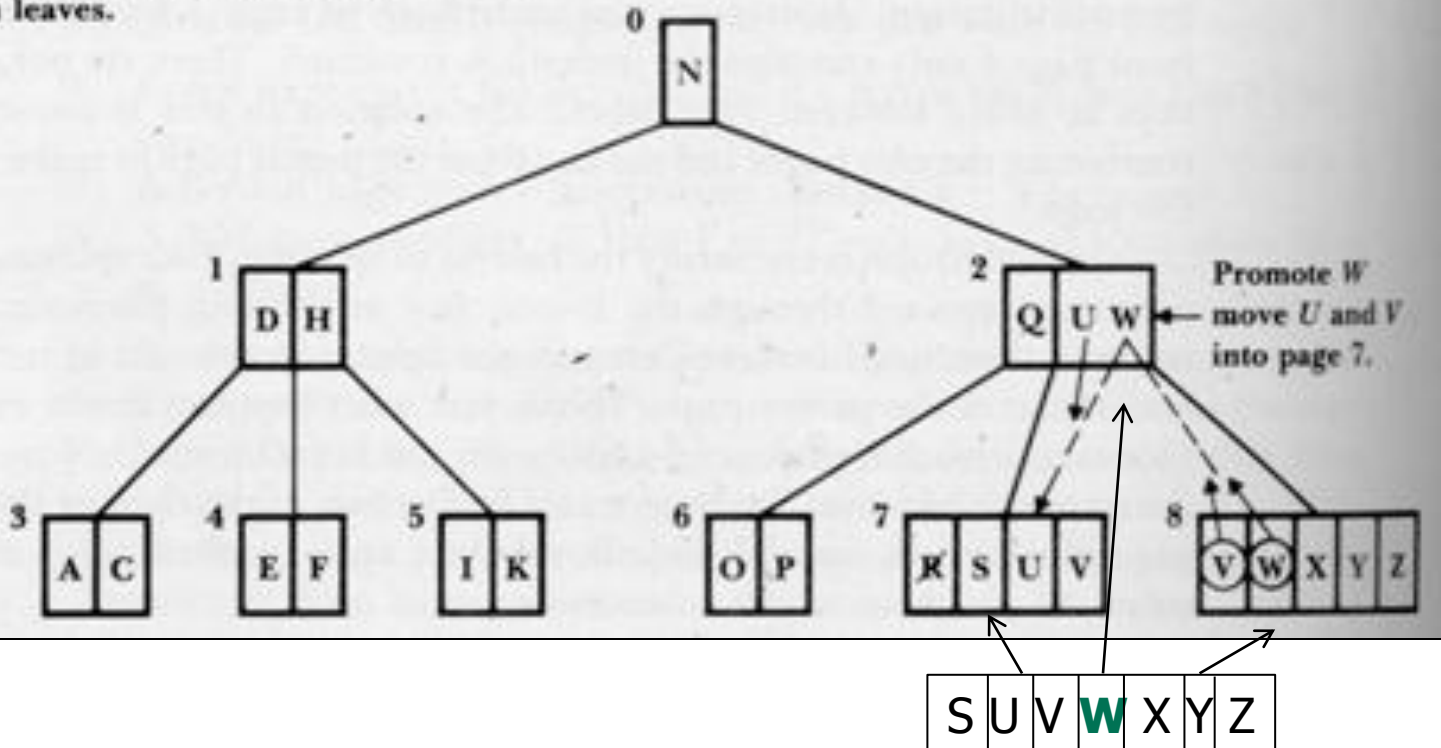 leaves.
0
N
1
D H
2
Q U W
Promote W
move U and V
into page 7.
3
A C
4
E F
5
I K
6
O P
7
R S U V
8
V W X Y Z
S U V W X Y Z